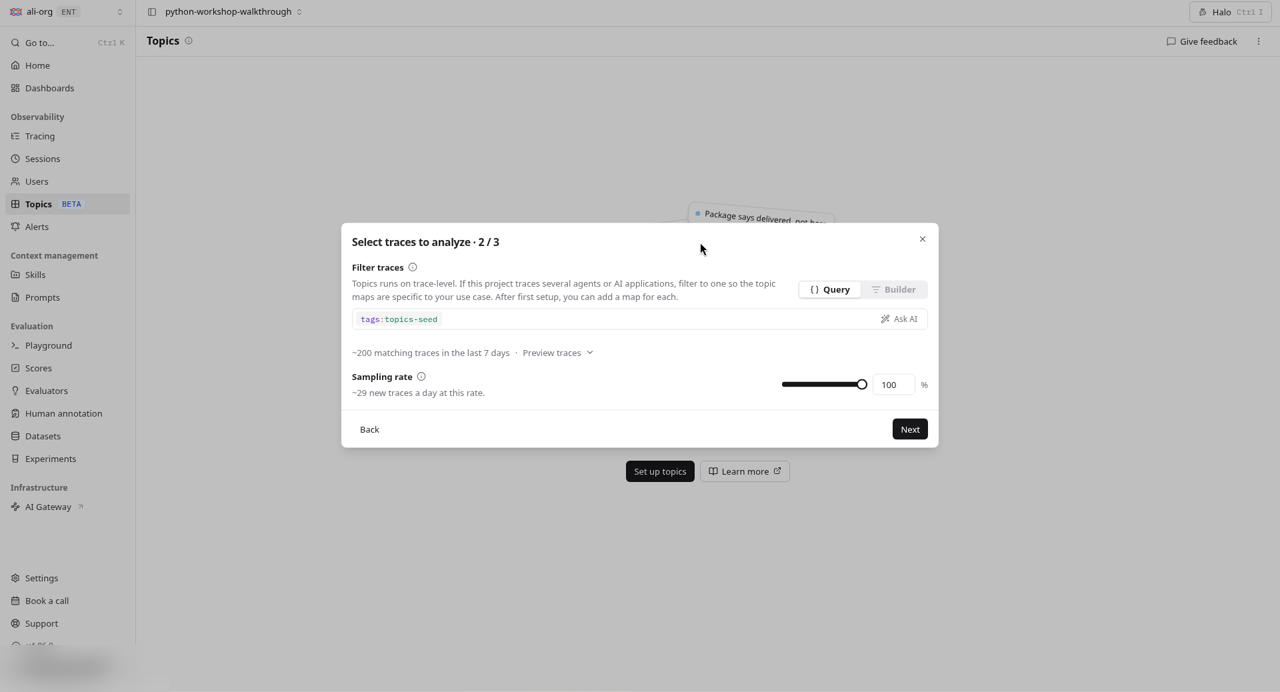 ali-org ENT
python-workshop-walkthrough
Halo Ctrl I
Go to... Ctrl K
Topics
Give feedback
Home
Dashboards
Observability
Tracing
Sessions
Users
Topics BETA
Alerts
Context management
Skills
Prompts
Evaluation
Playground
Scores
Evaluators
Human annotation
Datasets
Experiments
Infrastructure
AI Gateway
Settings
Book a call
Support
Package says delivered, not
Select traces to analyze · 2 / 3
Filter traces
Topics runs on trace-level. If this project traces several agents or AI applications, filter to one so the topic
maps are specific to your use case. After first setup, you can add a map for each.
{} Query
Builder
tags:topics-seed
Ask AI
~200 matching traces in the last 7 days · Preview traces
Sampling rate
100 %
~29 new traces a day at this rate.
Back
Next
Set up topics
Learn more